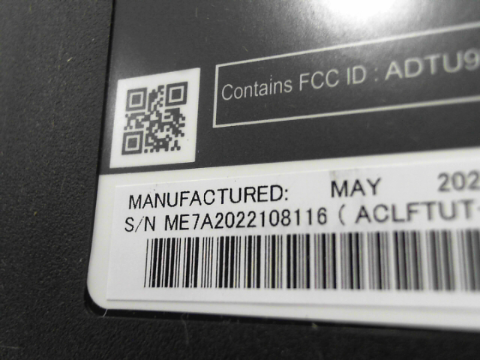 Contains FCC ID : ADTU9
MANUFACTURED: MAY 202
S/N ME7A2022108116 ( ACLFTUT-